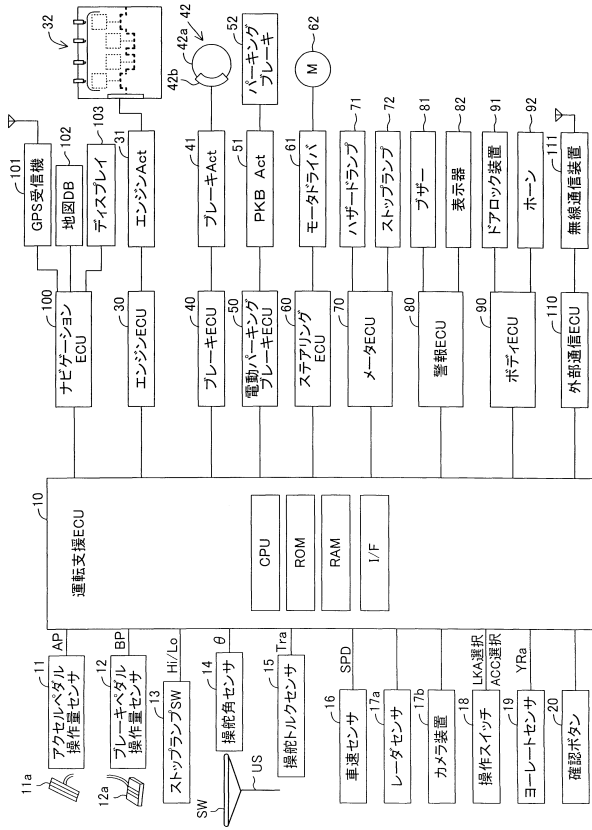 10
運転支援ECU
CPU
ROM
RAM
I/F
11a
11
アクセルペダル
操作量センサ
AP
12a
12
ブレーキペダル
操作量センサ
BP
13
ストップランプSW
Hi/Lo
14
操舵角センサ
θ
SW
US
15
操舵トルクセンサ
Tra
16
車速センサ
SPD
17a
レーダセンサ
17b
カメラ装置
18
操作スイッチ
LKA選択
ACC選択
19
ヨーレートセンサ
YRa
20
確認ボタン
100
ナビゲーション
ECU
101
GPS受信機
102
地図DB
103
ディスプレイ
30
エンジンECU
31
エンジンAct
32
40
ブレーキECU
41
ブレーキAct
42
42a
42b
50
電動パーキング
ブレーキECU
51
PKB Act
52
パーキング
ブレーキ
60
ステアリング
ECU
61
モータドライバ
62
M
70
メータECU
71
ハザードランプ
72
ストップランプ
80
警報ECU
81
ブザー
82
表示器
90
ボディECU
91
ドアロック装置
92
ホーン
110
外部通信ECU
111
無線通信装置